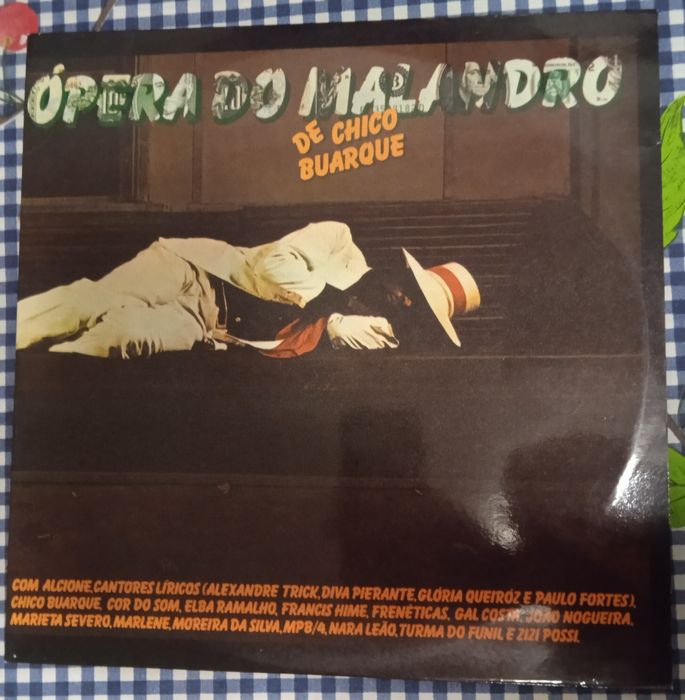 ÓPERA DO MALANDRO
DE CHICO
BUARQUE
COM ALCIONE, CANTORES LÍRICOS (ALEXANDRE TRICK, DIVA PIERANTE, GLÓRIA QUEIRÓZ E PAULO FORTES),
CHICO BUARQUE, COR DO SOM, ELBA RAMALHO, FRANCIS HIME, FRENÉTICAS, GAL COSTA, JOÃO NOGUEIRA,
MARIETA SEVERO, MARLENE, MOREIRA DA SILVA, MPB/4, NARA LEÃO, TURMA DO FUNIL E ZIZI POSSI.